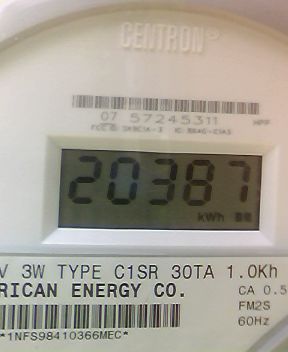 CENTRON®
07 57245311
20387
kWh 88
V 3W TYPE C1SR 30TA 1.0Kh
RICAN ENERGY CO.
CA 0.5
FM2S
60Hz
*1NFS98410366MEC*